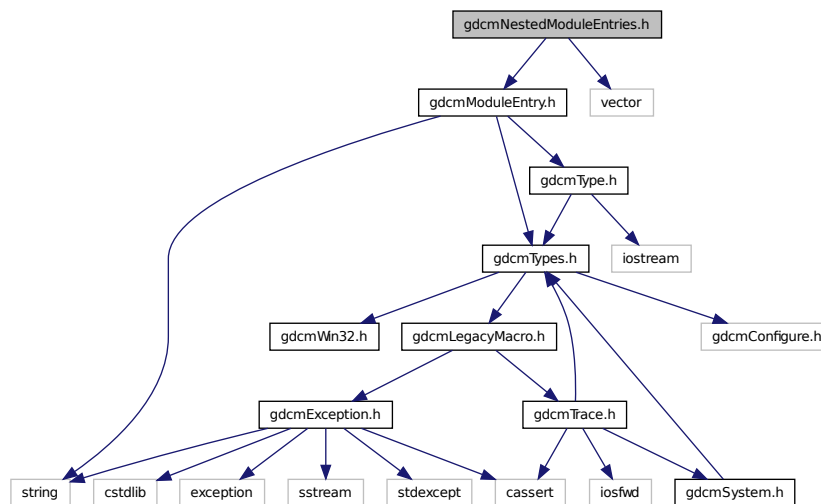 gdcmNestedModuleEntries.h
gdcmModuleEntry.h
vector
gdcmType.h
gdcmTypes.h
iostream
gdcmWin32.h
gdcmLegacyMacro.h
gdcmConfigure.h
gdcmException.h
gdcmTrace.h
string
cstdlib
exception
sstream
stdexcept
cassert
iosfwd
gdcmSystem.h